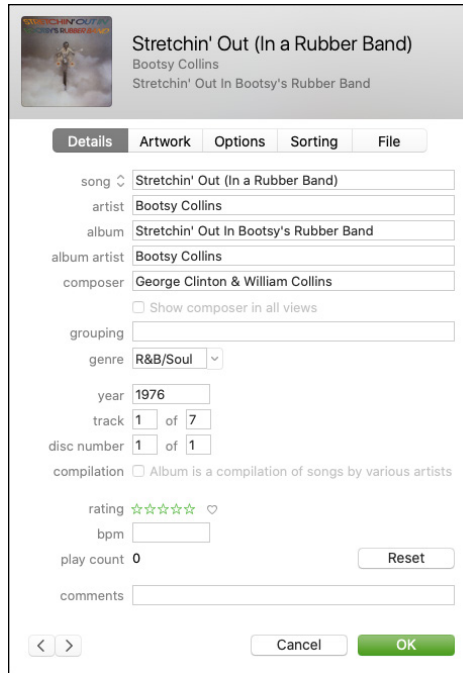 STRETCHIN' OUT IN
BOOTSY'S RUBBER BAND
Stretchin' Out (In a Rubber Band)
Bootsy Collins
Stretchin' Out In Bootsy's Rubber Band
Details Artwork Options Sorting File
song Stretchin' Out (In a Rubber Band)
artist Bootsy Collins
album Stretchin' Out In Bootsy's Rubber Band
album artist Bootsy Collins
composer George Clinton & William Collins
Show composer in all views
grouping
genre R&B/Soul
year 1976
track 1 of 7
disc number 1 of 1
compilation Album is a compilation of songs by various artists
rating ☆☆☆☆☆ ♡
bpm
play count 0 Reset
comments
< > Cancel OK